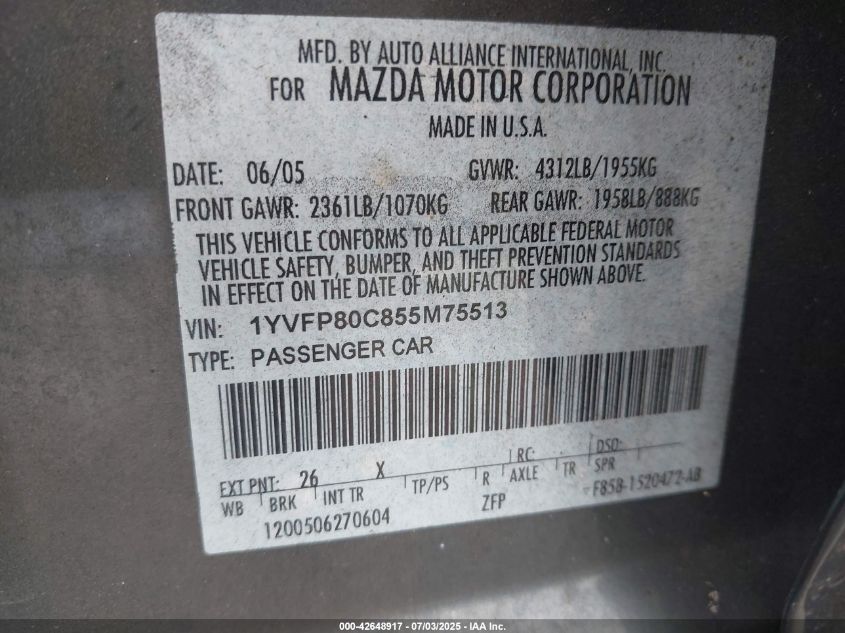 MFD. BY AUTO ALLIANCE INTERNATIONAL, INC.
FOR MAZDA MOTOR CORPORATION
MADE IN U.S.A.
DATE: 06/05 GVWR: 4312LB/1955KG
FRONT GAWR: 2361LB/1070KG REAR GAWR: 1958LB/888KG
THIS VEHICLE CONFORMS TO ALL APPLICABLE FEDERAL MOTOR
VEHICLE SAFETY, BUMPER, AND THEFT PREVENTION STANDARDS
IN EFFECT ON THE DATE OF MANUFACTURE SHOWN ABOVE.
VIN: 1YVFP80C855M75513
TYPE: PASSENGER CAR
EXT PNT: 26 X RC: DSO:
WB BRK INT TR TP/PS R AXLE TR SPR
1200506270604 ZFP F858-1520472-AB
000-42648917 - 07/03/2025 - IAA Inc.